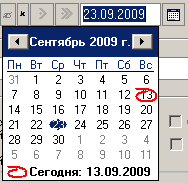 23.09.2009
Сентябрь 2009 г.
Пн Вт Ср Чт Пт Сб Вс
31 1 2 3 4 5 6
7 8 9 10 11 12 13
14 15 16 17 18 19 20
21 22 23 24 25 26 27
28 29 30 1 2 3 4
5 6 7 8 9 10 11
Сегодня: 13.09.2009